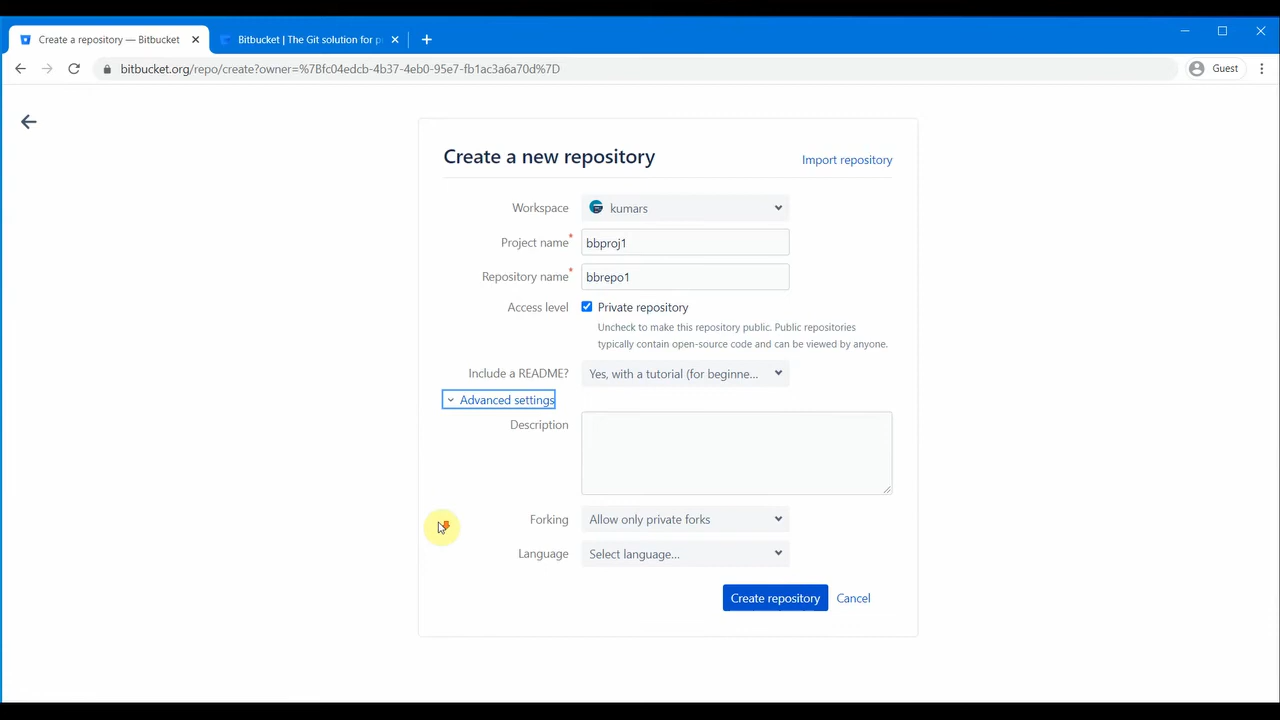 Create a repository — Bitbucket
Bitbucket | The Git solution for p
bitbucket.org/repo/create?owner=%7Bfc04edcb-4b37-4eb0-95e7-fb1ac3a6a70d%7D
Guest
Create a new repository
Import repository
Workspace kumars
Project name* bbproj1
Repository name* bbrepo1
Access level Private repository
Uncheck to make this repository public. Public repositories
typically contain open-source code and can be viewed by anyone.
Include a README? Yes, with a tutorial (for beginne...
Advanced settings
Description
Forking Allow only private forks
Language Select language...
Create repository Cancel